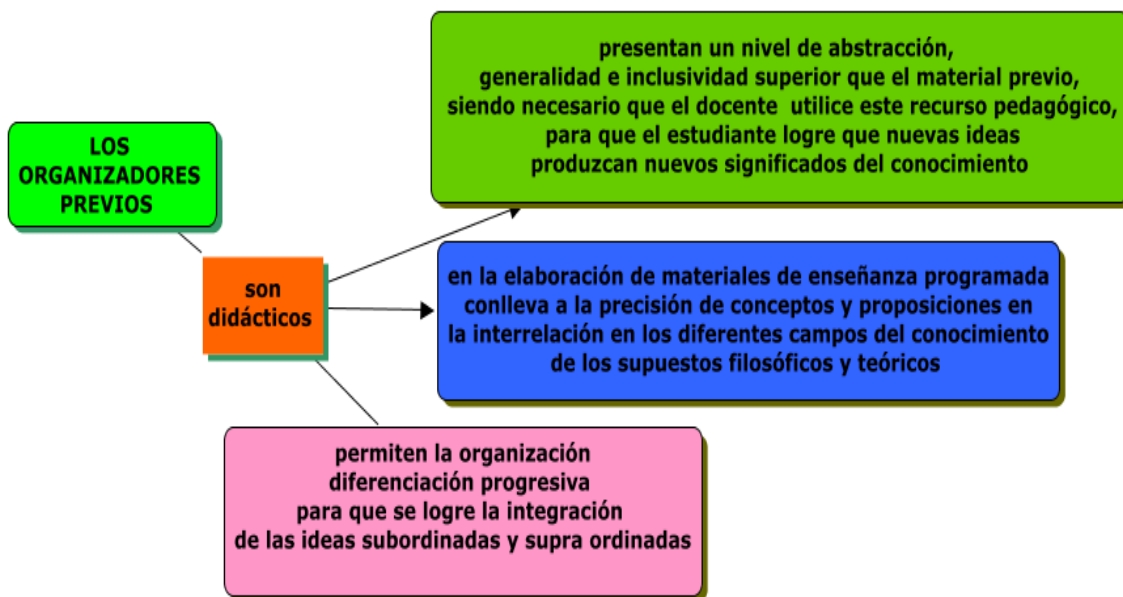 LOS
ORGANIZADORES
PREVIOS
son
didácticos
presentan un nivel de abstracción,
generalidad e inclusividad superior que el material previo,
siendo necesario que el docente utilice este recurso pedagógico,
para que el estudiante logre que nuevas ideas
produzcan nuevos significados del conocimiento
en la elaboración de materiales de enseñanza programada
conlleva a la precisión de conceptos y proposiciones en
la interrelación en los diferentes campos del conocimiento
de los supuestos filosóficos y teóricos
permiten la organización
diferenciación progresiva
para que se logre la integración
de las ideas subordinadas y supra ordinadas